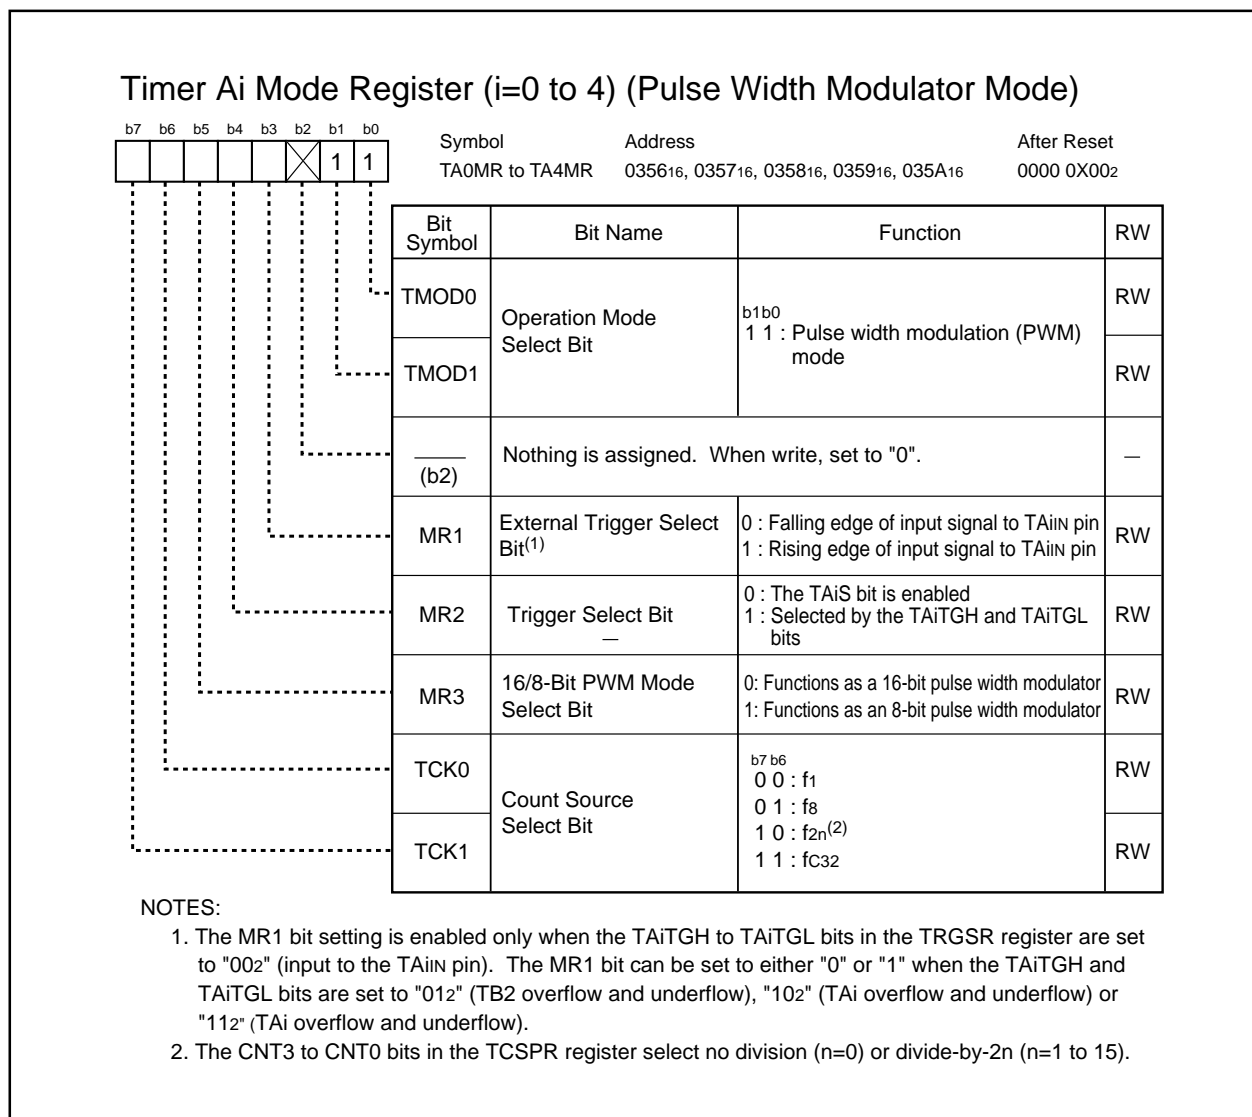 Timer Ai Mode Register (i=0 to 4) (Pulse Width Modulator Mode)
b7 b6 b5 b4 b3 b2 b1 b0
1 1
Symbol Address After Reset
TA0MR to TA4MR 035616, 035716, 035816, 035916, 035A16 0000 0X002
Bit Symbol Bit Name Function RW
TMOD0 RW
Operation Mode
Select Bit
b1b0
1 1 : Pulse width modulation (PWM)
mode
TMOD1 RW
(b2) Nothing is assigned. When write, set to "0". —
MR1 External Trigger Select
Bit(1)
0 : Falling edge of input signal to TAiIN pin
1 : Rising edge of input signal to TAiIN pin
RW
MR2 Trigger Select Bit
—
0 : The TAiS bit is enabled
1 : Selected by the TAiTGH and TAiTGL
bits
RW
MR3 16/8-Bit PWM Mode
Select Bit
0: Functions as a 16-bit pulse width modulator
1: Functions as an 8-bit pulse width modulator
RW
TCK0 RW
Count Source
Select Bit
b7 b6
0 0 : f1
0 1 : f8
1 0 : f2n(2)
1 1 : fC32
TCK1 RW
NOTES:
1. The MR1 bit setting is enabled only when the TAiTGH to TAiTGL bits in the TRGSR register are set
to "002" (input to the TAiIN pin). The MR1 bit can be set to either "0" or "1" when the TAiTGH and
TAiTGL bits are set to "012" (TB2 overflow and underflow), "102" (TAi overflow and underflow) or
"112" (TAi overflow and underflow).
2. The CNT3 to CNT0 bits in the TCSPR register select no division (n=0) or divide-by-2n (n=1 to 15).